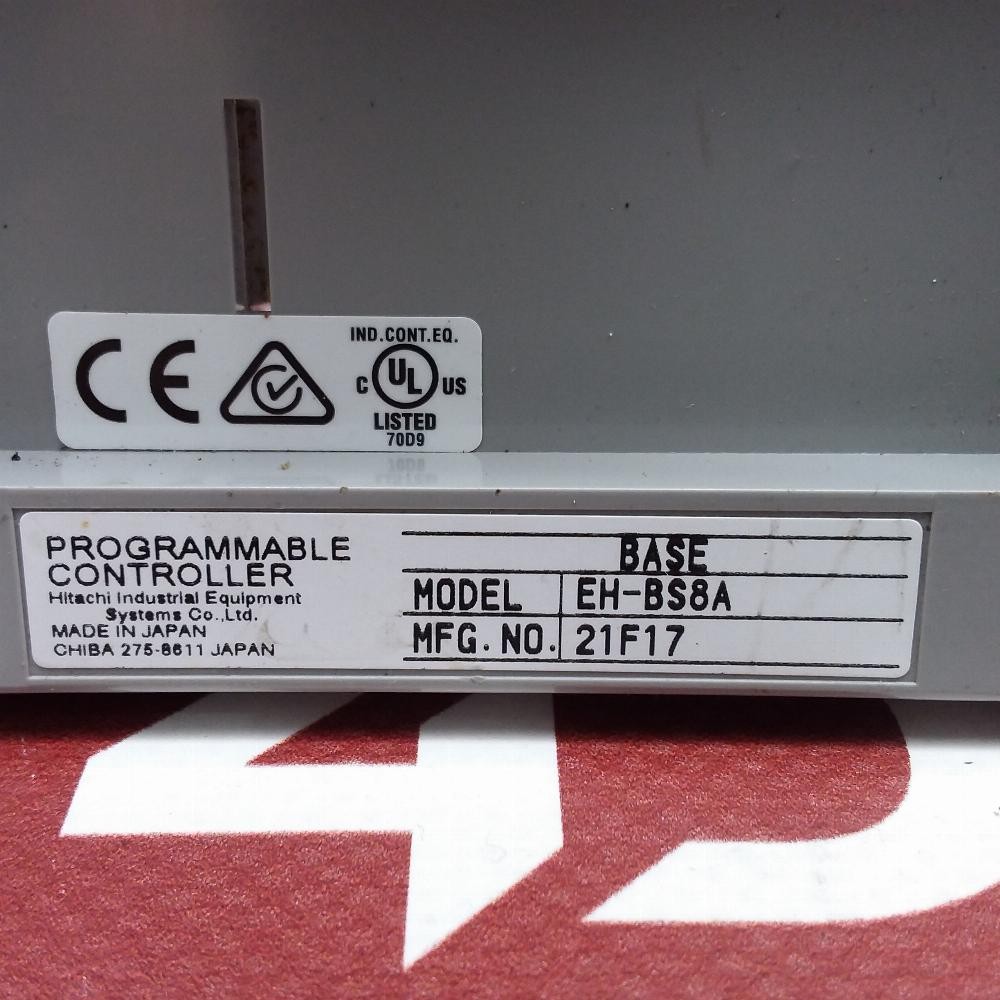 CE
IND.CONT.EQ.
C UL US
LISTED
70D9
PROGRAMMABLE
CONTROLLER
Hitachi Industrial Equipment
Systems Co.,Ltd.
MADE IN JAPAN
CHIBA 275-8611 JAPAN
BASE
MODEL EH-BS8A
MFG. NO. 21F17